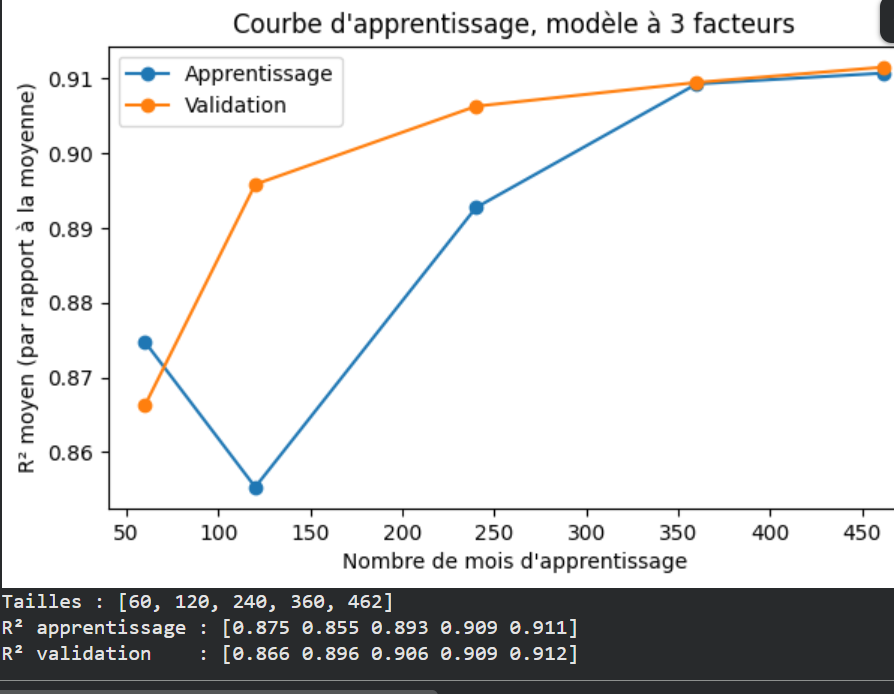 Courbe d'apprentissage, modèle à 3 facteurs
Apprentissage
Validation
R² moyen (par rapport à la moyenne)
0.91
0.90
0.89
0.88
0.87
0.86
50 100 150 200 250 300 350 400 450
Nombre de mois d'apprentissage
Tailles : [60, 120, 240, 360, 462]
R² apprentissage : [0.875 0.855 0.893 0.909 0.911]
R² validation    : [0.866 0.896 0.906 0.909 0.912]